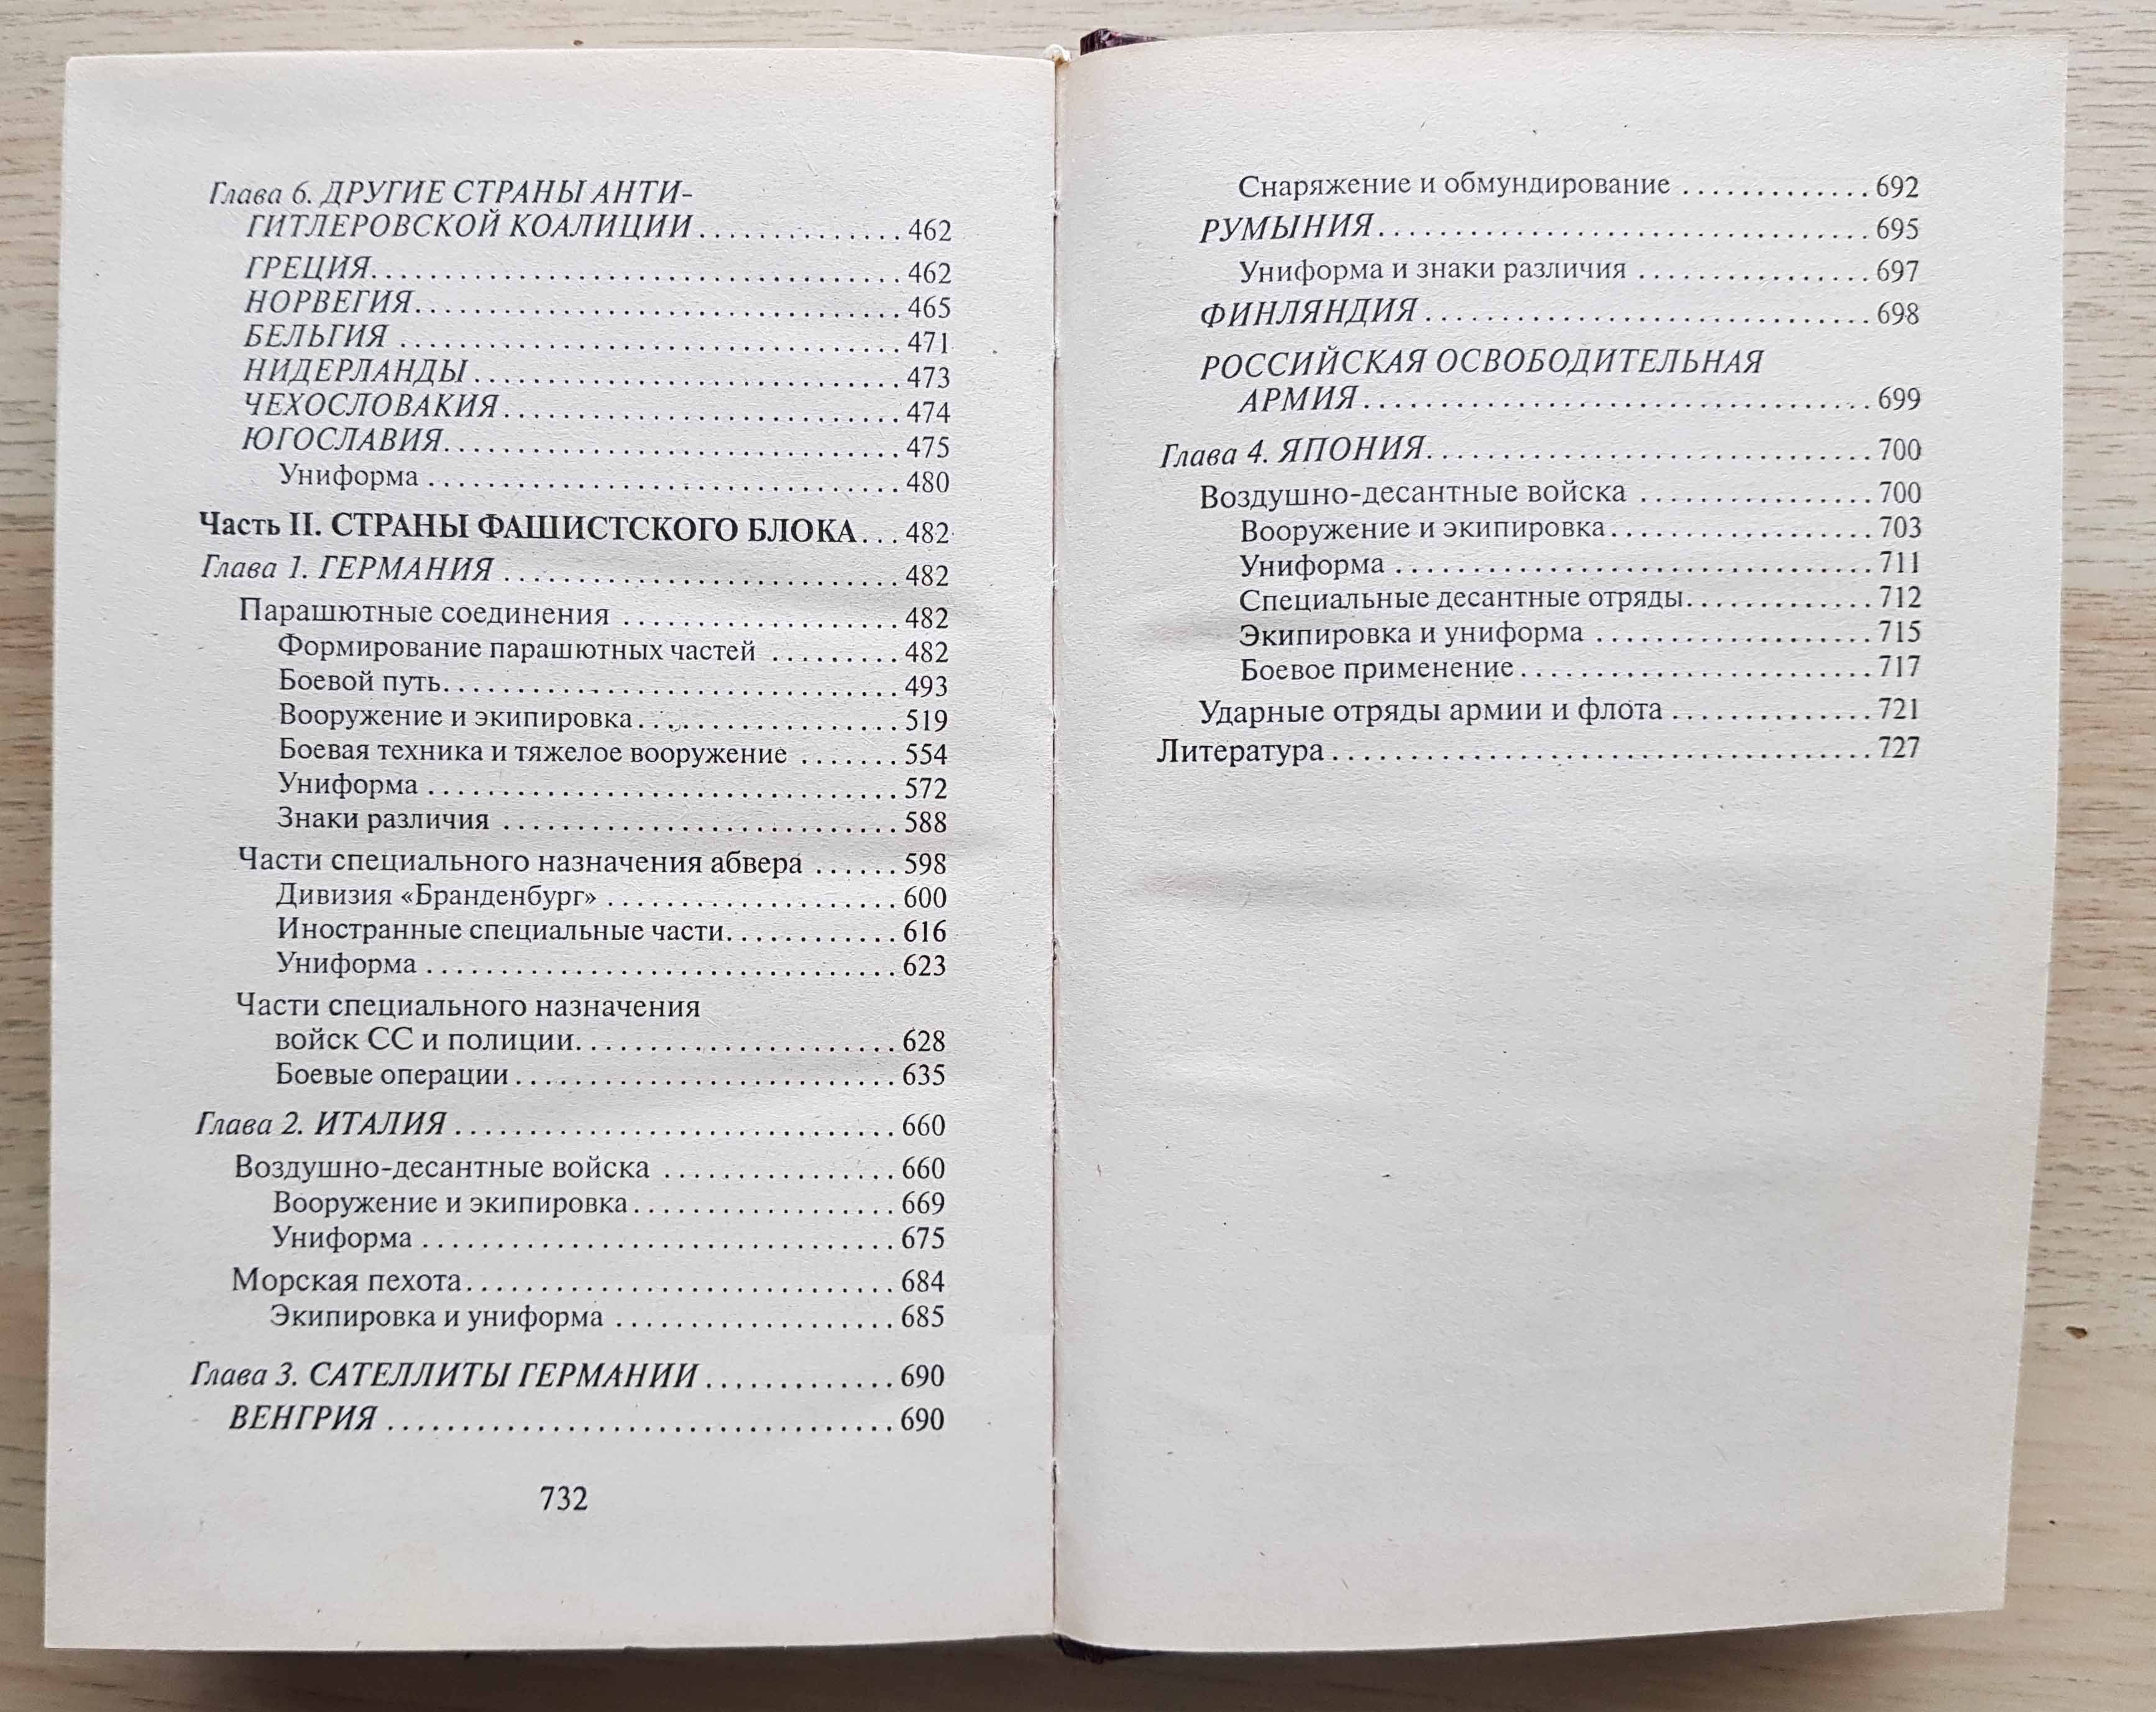 Глава 6. ДРУГИЕ СТРАНЫ АНТИ-
ГИТЛЕРОВСКОЙ КОАЛИЦИИ .............. 462
ГРЕЦИЯ.................................. 462
НОРВЕГИЯ............................... 465
БЕЛЬГИЯ ................................ 471
НИДЕРЛАНДЫ ........................... 473
ЧЕХОСЛОВАКИЯ ......................... 474
ЮГОСЛАВИЯ............................. 475
Униформа .............................. 480
Часть II. СТРАНЫ ФАШИСТСКОГО БЛОКА... 482
Глава 1. ГЕРМАНИЯ ......................... 482
Парашютные соединения .................. 482
Формирование парашютных частей ......... 482
Боевой путь............................. 493
Вооружение и экипировка................. 519
Боевая техника и тяжелое вооружение ....... 554
Униформа .............................. 572
Знаки различия ......................... 588
Части специального назначения абвера ...... 598
Дивизия «Бранденбург» ................... 600
Иностранные специальные части............ 616
Униформа .............................. 623
Части специального назначения
войск СС и полиции..................... 628
Боевые операции ......................... 635
Глава 2. ИТАЛИЯ ............................ 660
Воздушно-десантные войска ................ 660
Вооружение и экипировка.................. 669
Униформа .............................. 675
Морская пехота............................ 684
Экипировка и униформа ................... 685
Глава 3. САТЕЛЛИТЫ ГЕРМАНИИ ............. 690
ВЕНГРИЯ .................................. 690
732
Снаряжение и обмундирование ............. 692
РУМЫНИЯ................................. 695
Униформа и знаки различия ................ 697
ФИНЛЯНДИЯ .............................. 698
РОССИЙСКАЯ ОСВОБОДИТЕЛЬНАЯ
АРМИЯ.................................. 699
Глава 4. ЯПОНИЯ.............................. 700
Воздушно-десантные войска ................ 700
Вооружение и экипировка.................. 703
Униформа ................................ 711
Специальные десантные отряды............. 712
Экипировка и униформа ................... 715
Боевое применение........................ 717
Ударные отряды армии и флота .............. 721
Литература .................................... 727